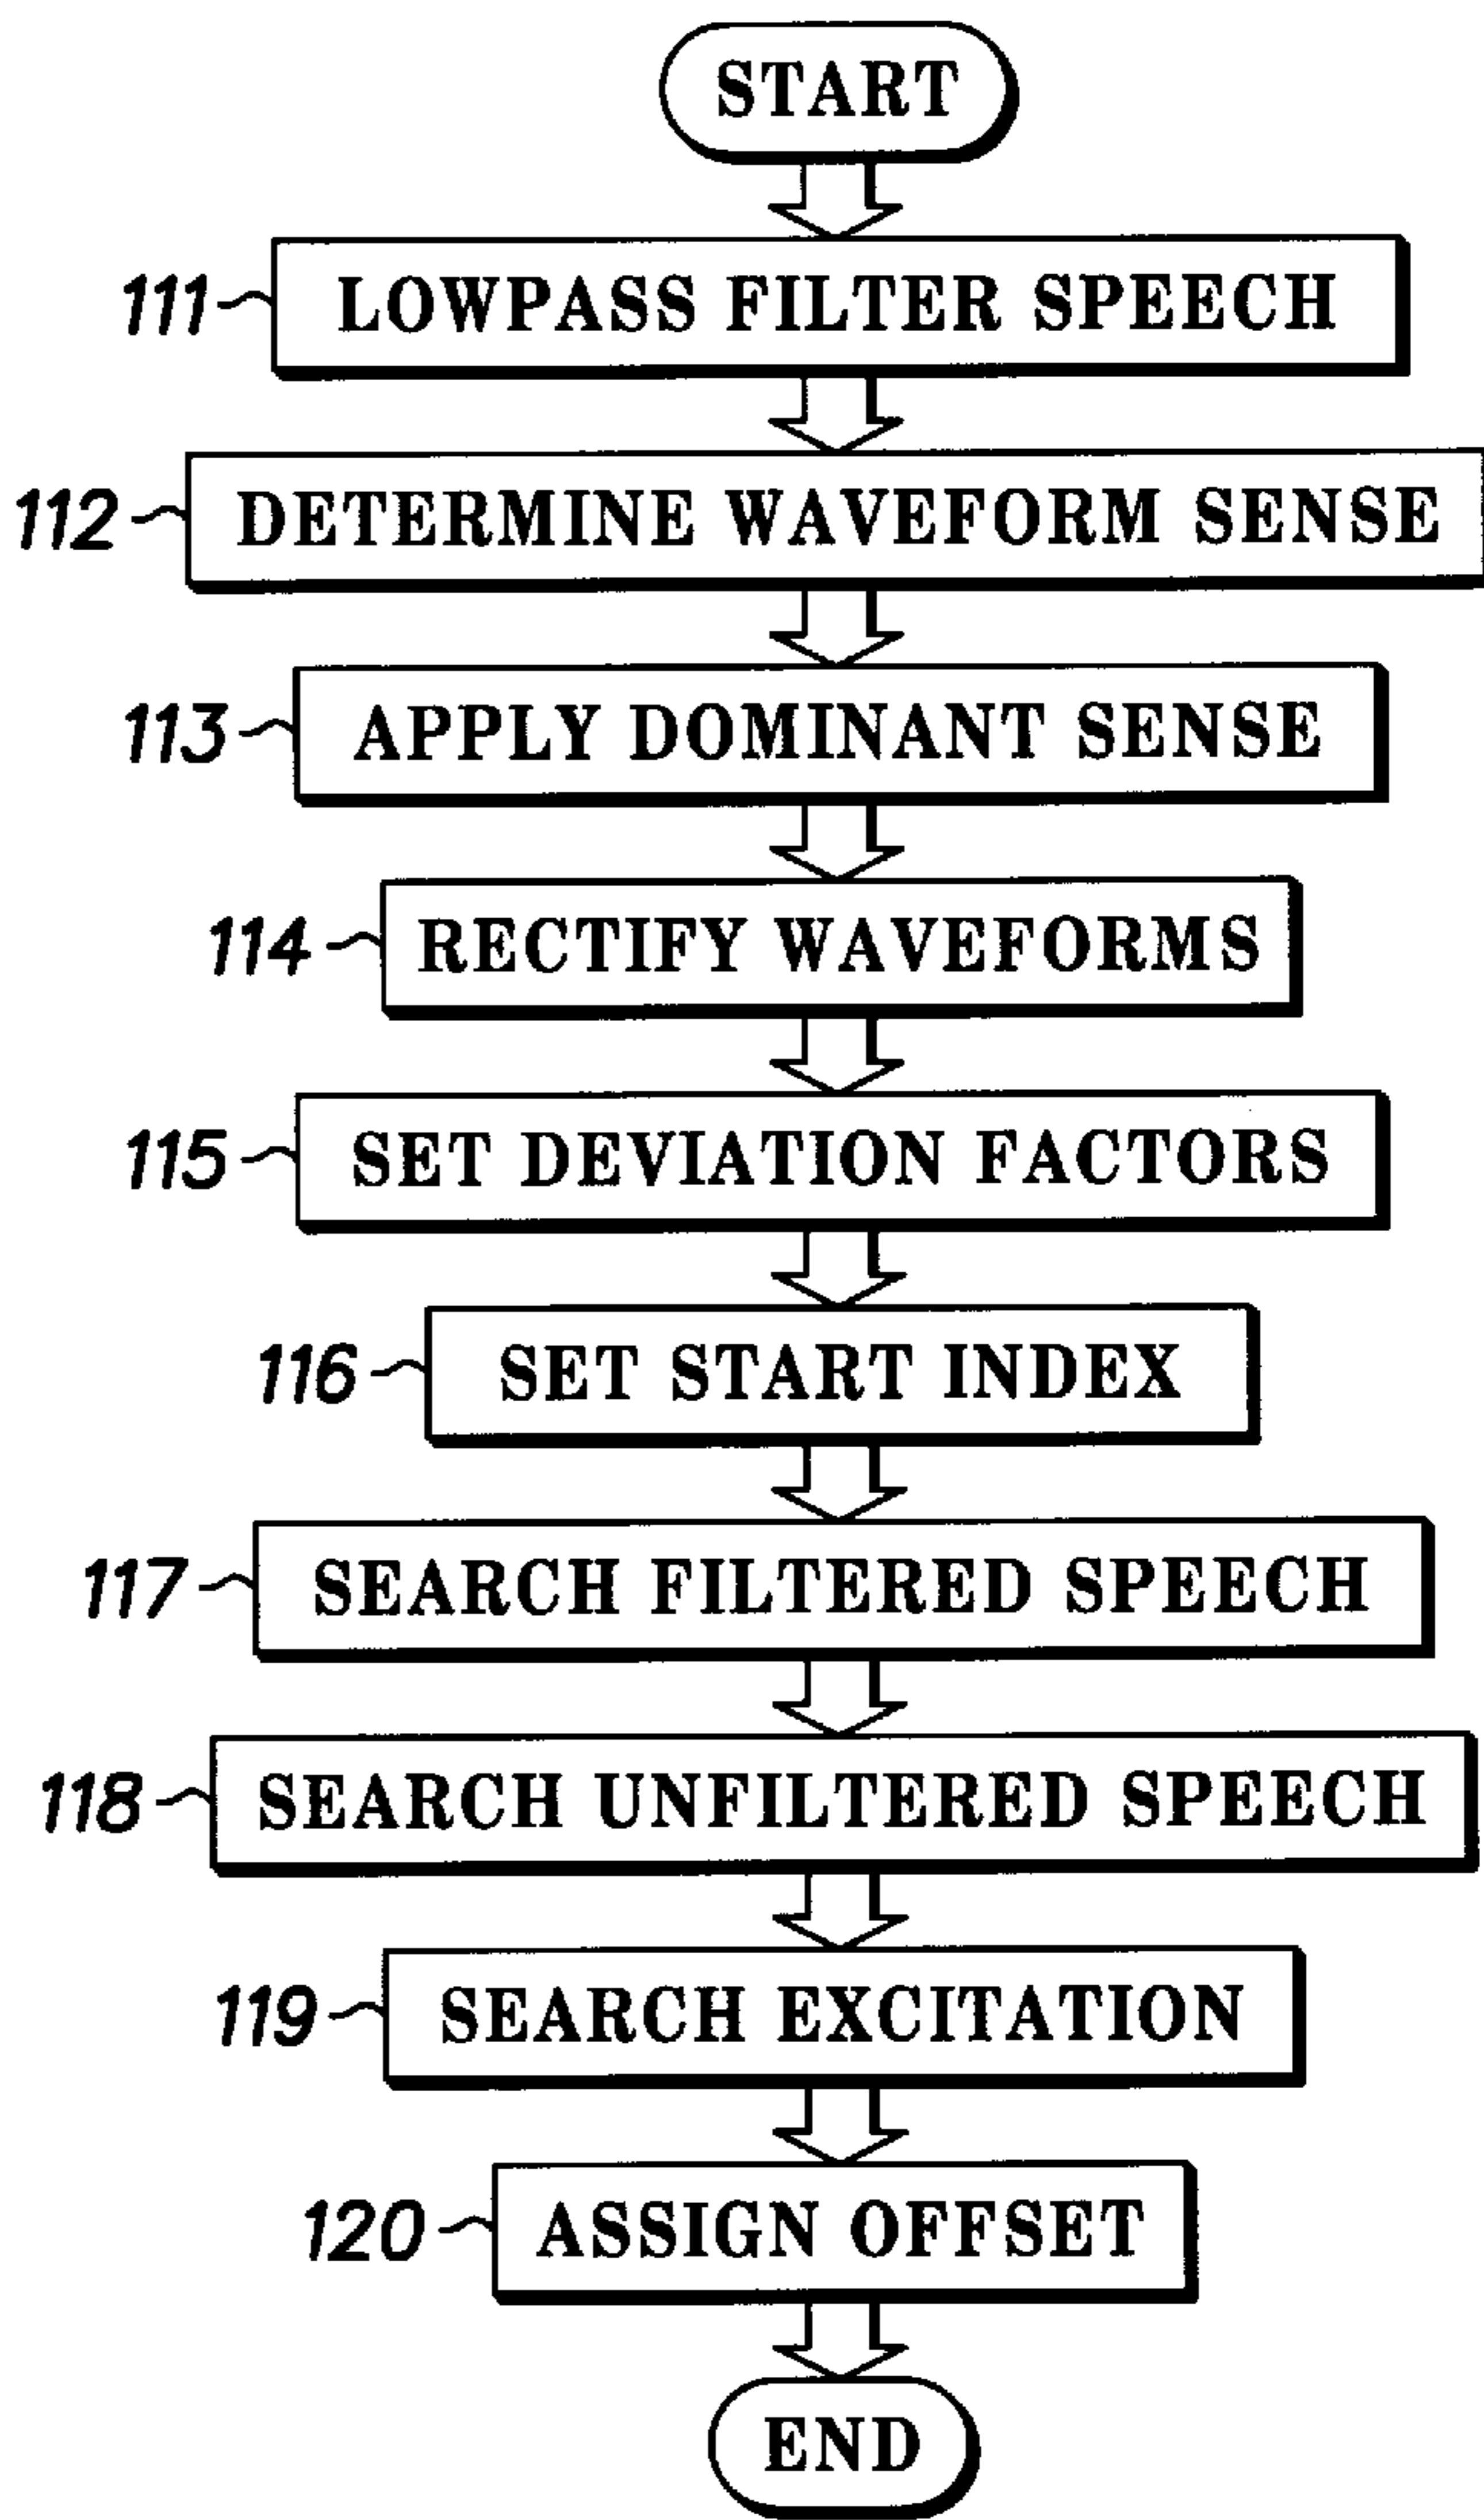 START
111 LOWPASS FILTER SPEECH
112 DETERMINE WAVEFORM SENSE
113 APPLY DOMINANT SENSE
114 RECTIFY WAVEFORMS
115 SET DEVIATION FACTORS
116 SET START INDEX
117 SEARCH FILTERED SPEECH
118 SEARCH UNFILTERED SPEECH
119 SEARCH EXCITATION
120 ASSIGN OFFSET
END